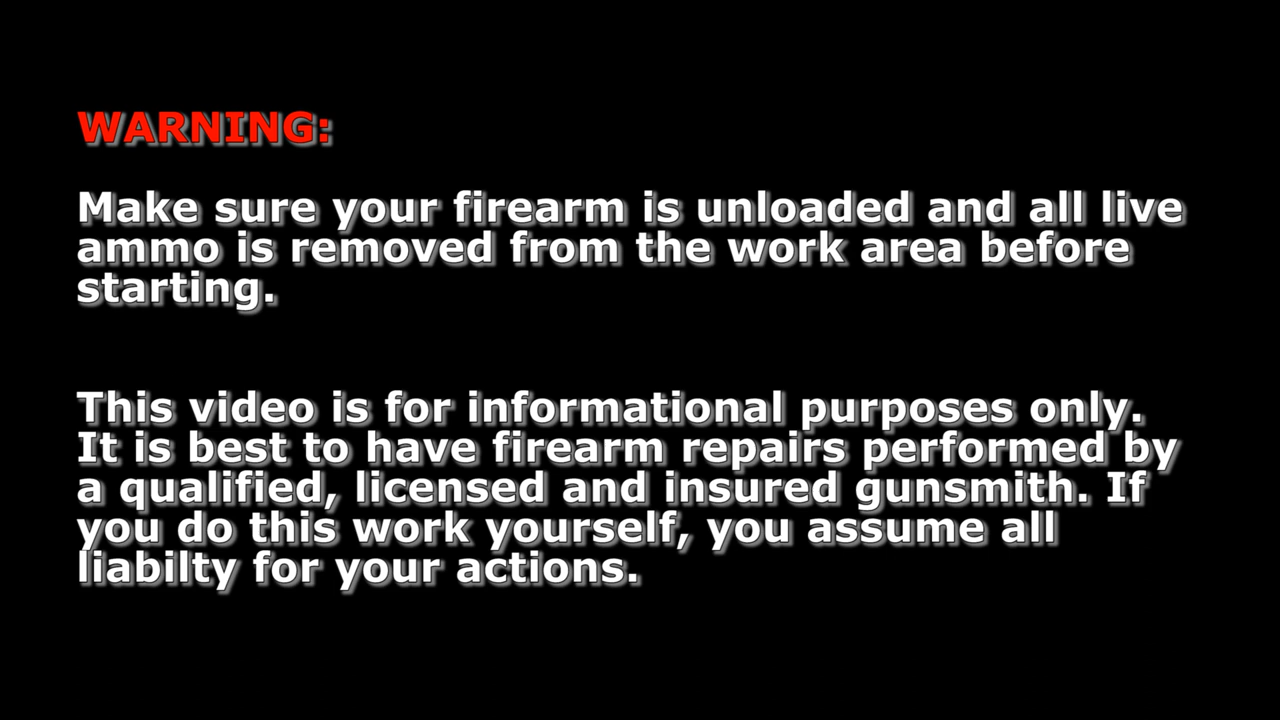 WARNING:
Make sure your firearm is unloaded and all live
ammo is removed from the work area before
starting.
This video is for informational purposes only.
It is best to have firearm repairs performed by
a qualified, licensed and insured gunsmith. If
you do this work yourself, you assume all
liabilty for your actions.